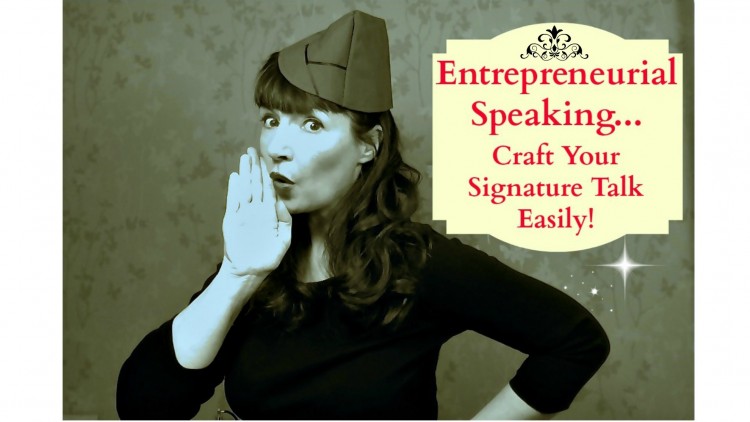 Entrepreneurial
Speaking...
Craft Your
Signature Talk
Easily!